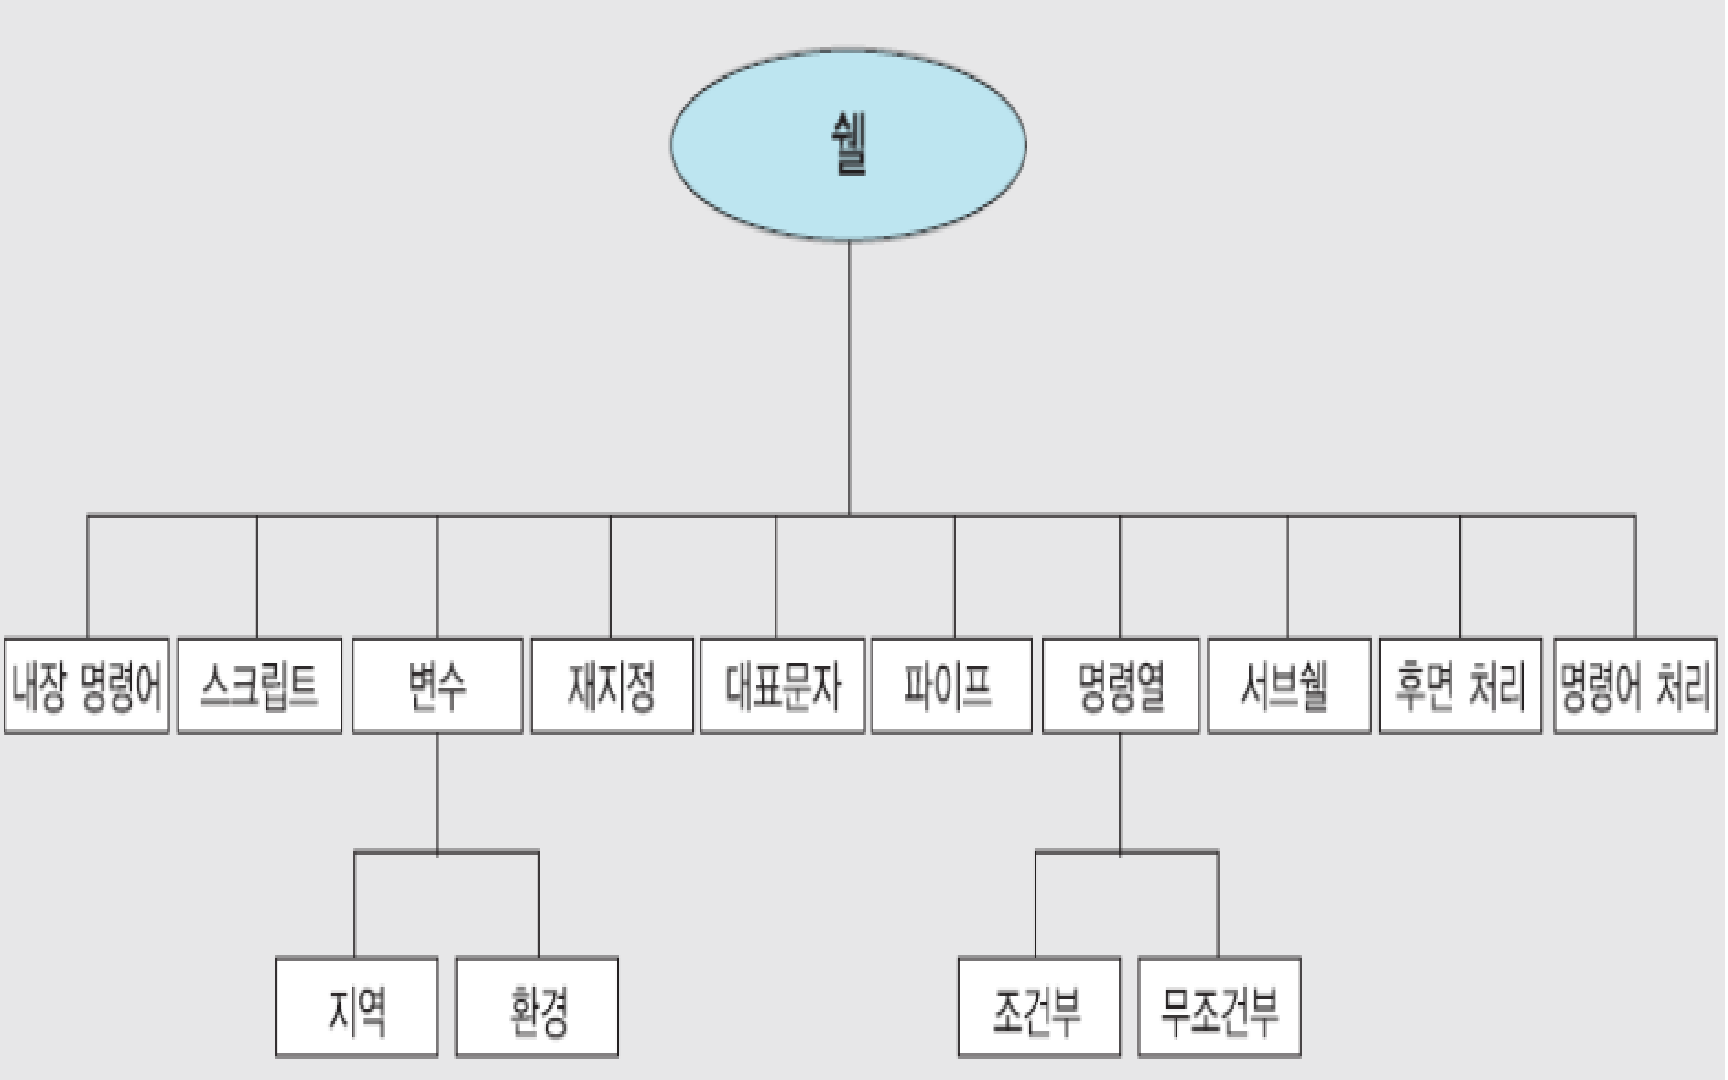 쉘
내장 명령어
스크립트
변수
재지정
대표문자
파이프
명령열
서브쉘
후면 처리
명령어 처리
지역
환경
조건부
무조건부